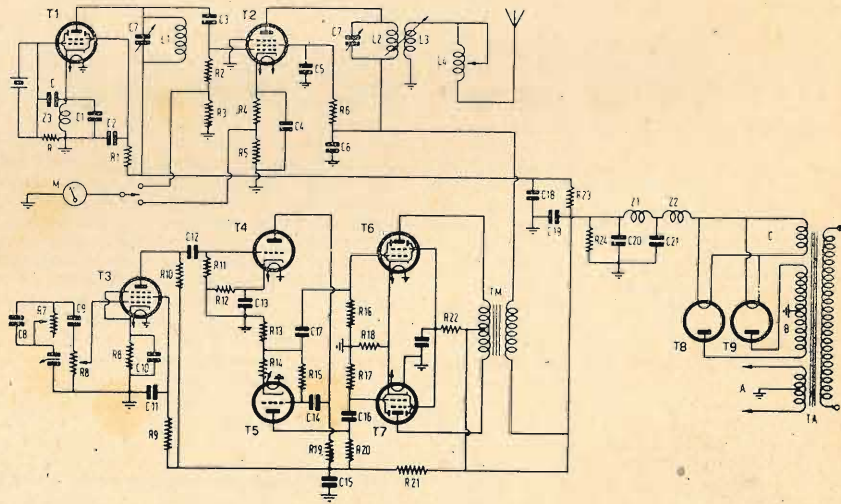 T1
T2
C3
C7
L1
C7
L2
L3
L4
R2
C5
C
R3
R4
R6
Z3
C1
C2
R
R1
R5
C4
C6
M
C18
R23
C19
R24
Z1
Z2
C20
C21
C
B
A
T8
T9
TA
T3
C12
T4
T6
R10
R11
R12
C13
C17
R16
R18
R22
TM
C9
R7
C8
R8
R8
C10
C11
R9
R13
R14
R15
R17
T5
C14
C16
T7
R19
R20
C15
R21